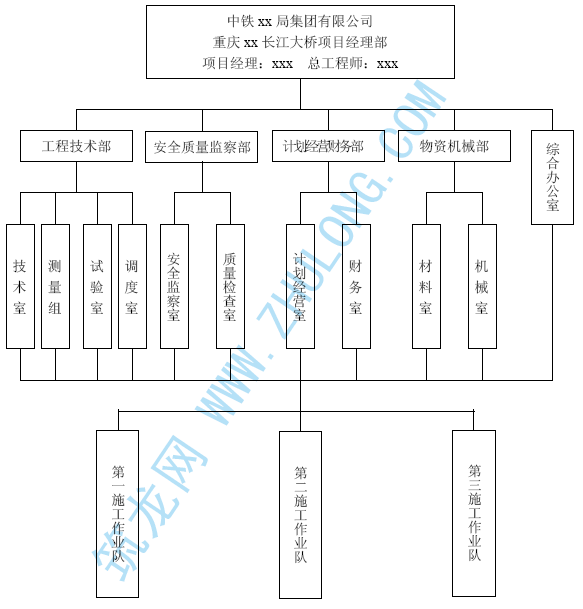 中铁 xx 局集团有限公司
重庆 xx 长江大桥项目经理部
项目经理：xxx 总工程师：xxx
工程技术部
安全质量监察部
计划经营财务部
物资机械部
综合办公室
技术室
测量组
试验室
调度室
安全监察室
质量检查室
计划经营室
财务室
材料室
机械室
第一施工作业队
第二施工作业队
第三施工作业队
筑龙网 WWW.ZHULONG.COM